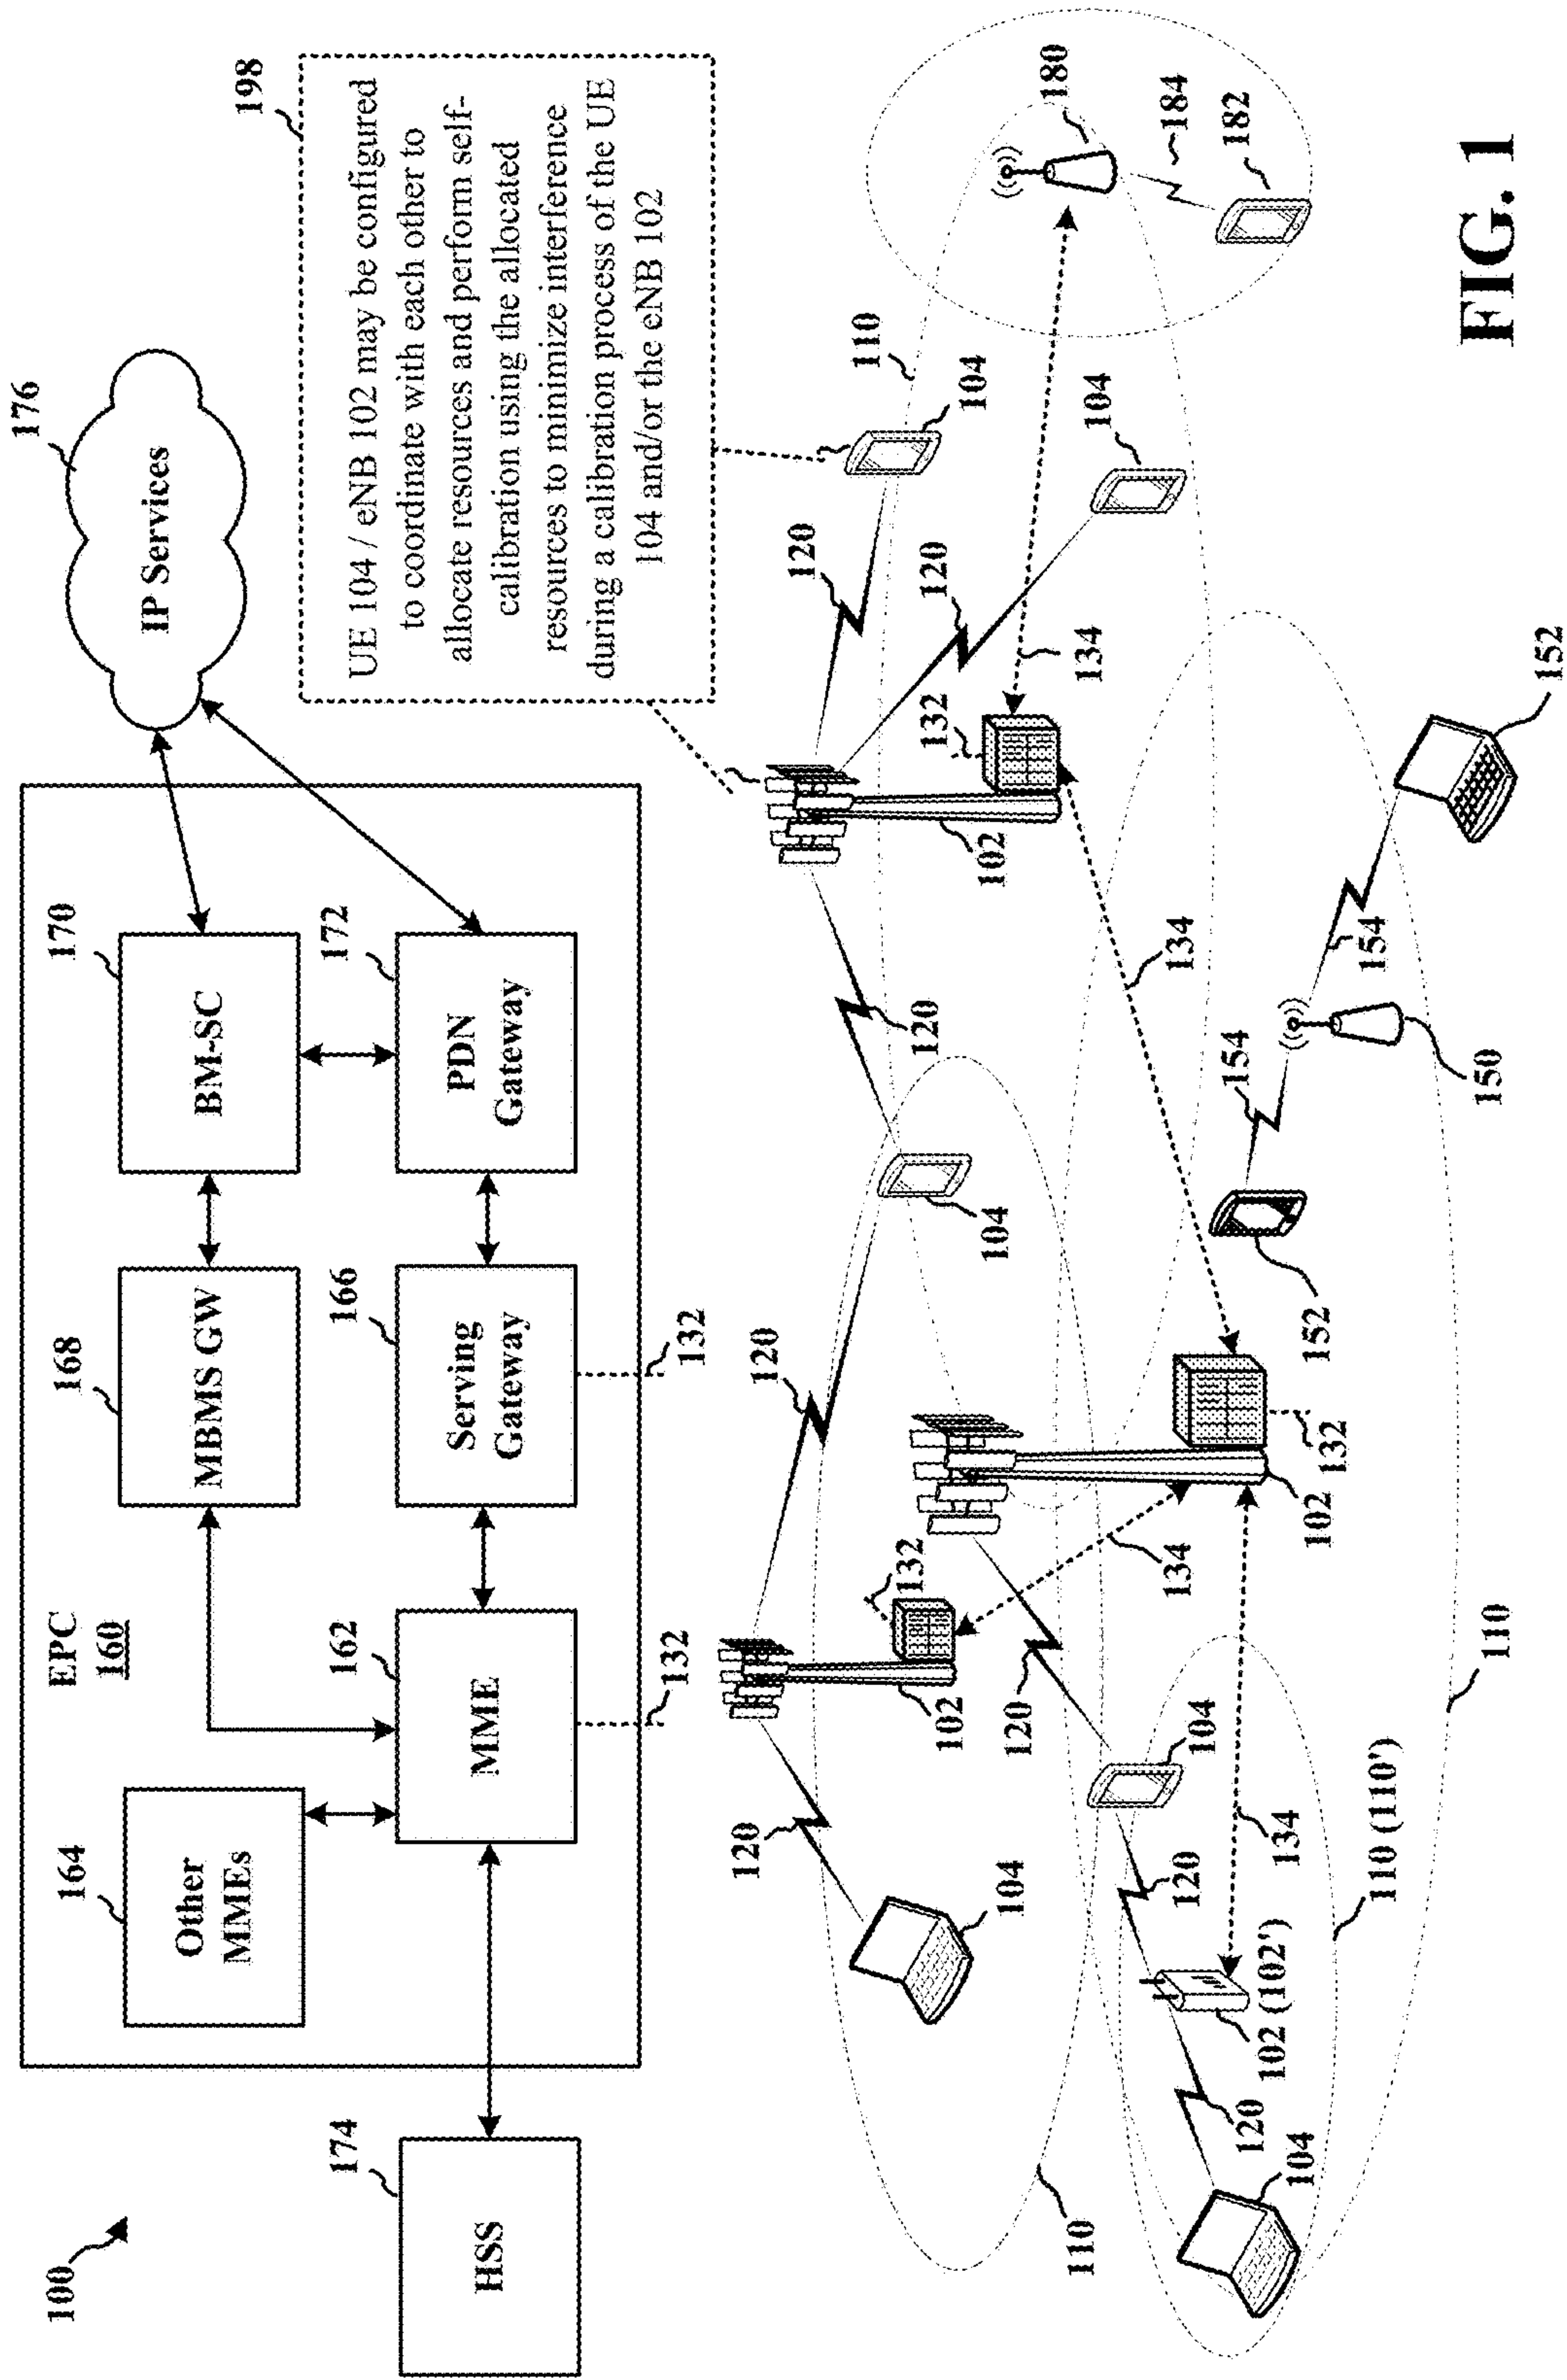 100
EPC
160
164
Other
MMEs
168
MBMS GW
170
BM-SC
176
IP Services
174
HSS
162
MME
166
Serving
Gateway
172
PDN
Gateway
132
132
198
UE 104 / eNB 102 may be configured
to coordinate with each other to
allocate resources and perform self-
calibration using the allocated
resources to minimize interference
during a calibration process of the UE
104 and/or the eNB 102
120
120
120
120
120
110
104
104
132
102
134
180
184
182
104
104
132
102
134
120
134
110
120
104
120
104
102 (102')
134
110 (110')
132
102
110
152
154
154
150
152
FIG. 1